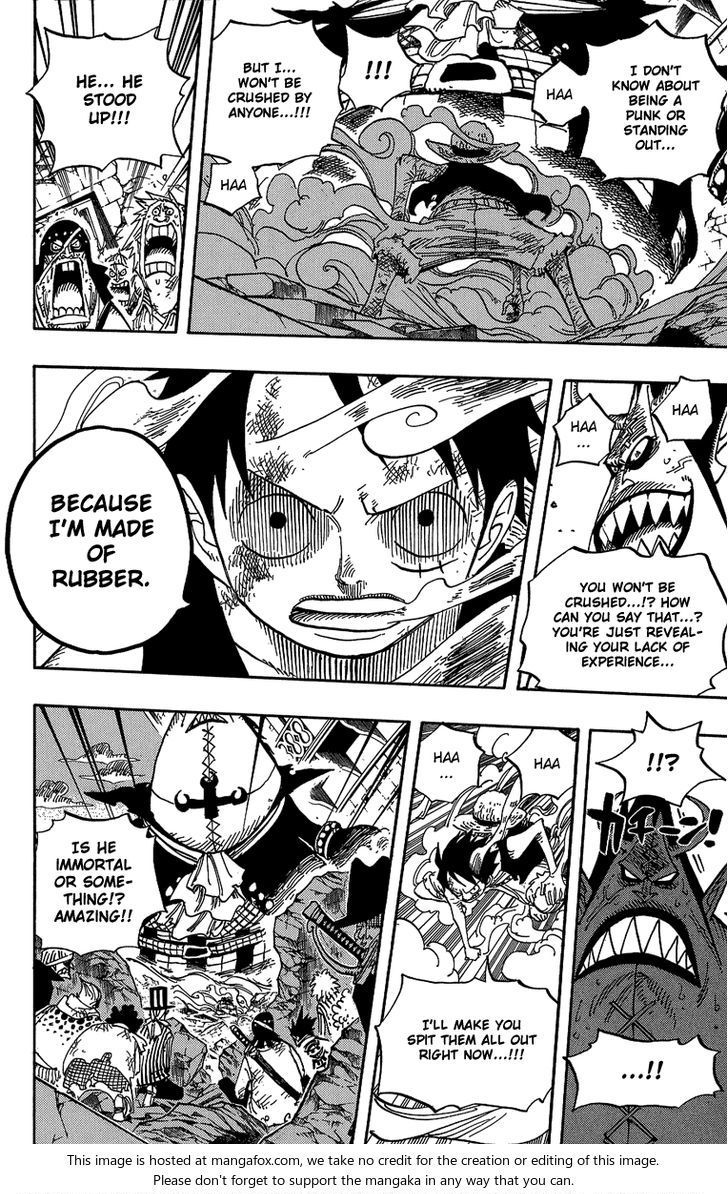 I DON'T
KNOW ABOUT
BEING A
PUNK OR
STANDING
OUT...
HAA
!!!
BUT I...
WON'T BE
CRUSHED BY
ANYONE...!!!
HAA
HE... HE
STOOD
UP!!!
HAA
HAA
...
YOU WON'T BE
CRUSHED...!? HOW
CAN YOU SAY THAT...?
YOU'RE JUST REVEAL-
ING YOUR LACK OF
EXPERIENCE...
BECAUSE
I'M MADE
OF
RUBBER.
!!?
カチーン!
...!!
HAA
HAA
...
I'LL MAKE YOU
SPIT THEM ALL OUT
RIGHT NOW...!!!
IS HE
IMMORTAL
OR SOME-
THING!?
AMAZING!!
This image is hosted at mangafox.com, we take no credit for the creation or editing of this image.
Please don't forget to support the mangaka in any way that you can.